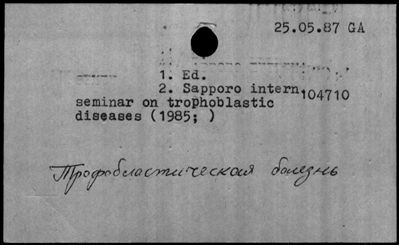 25.05.87 GA
1. Ed.
2. Sapporo intern.
104710
seminar on trophoblastic
diseases (1985; )
Трофобластическая болезнь